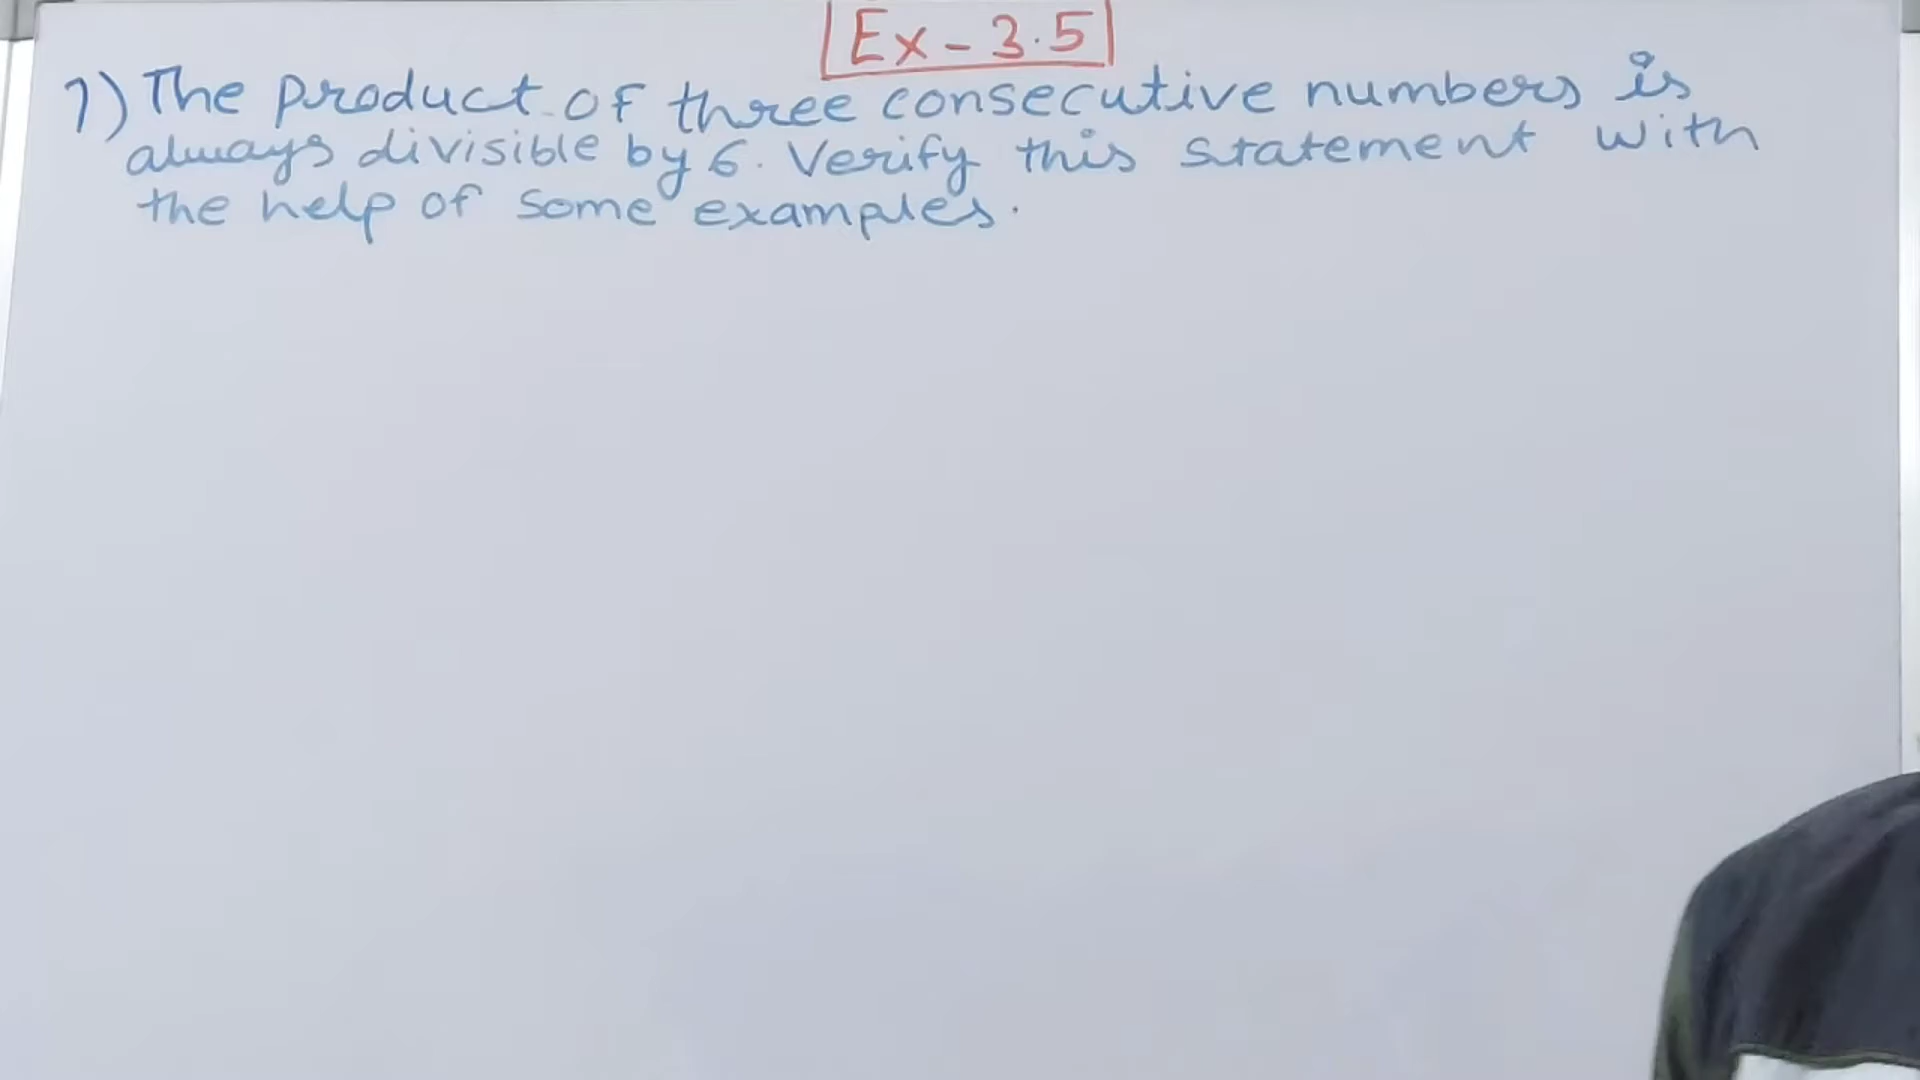 Ex - 3.5
7) The product of three consecutive numbers is
always divisible by 6. Verify this statement with
the help of some examples.